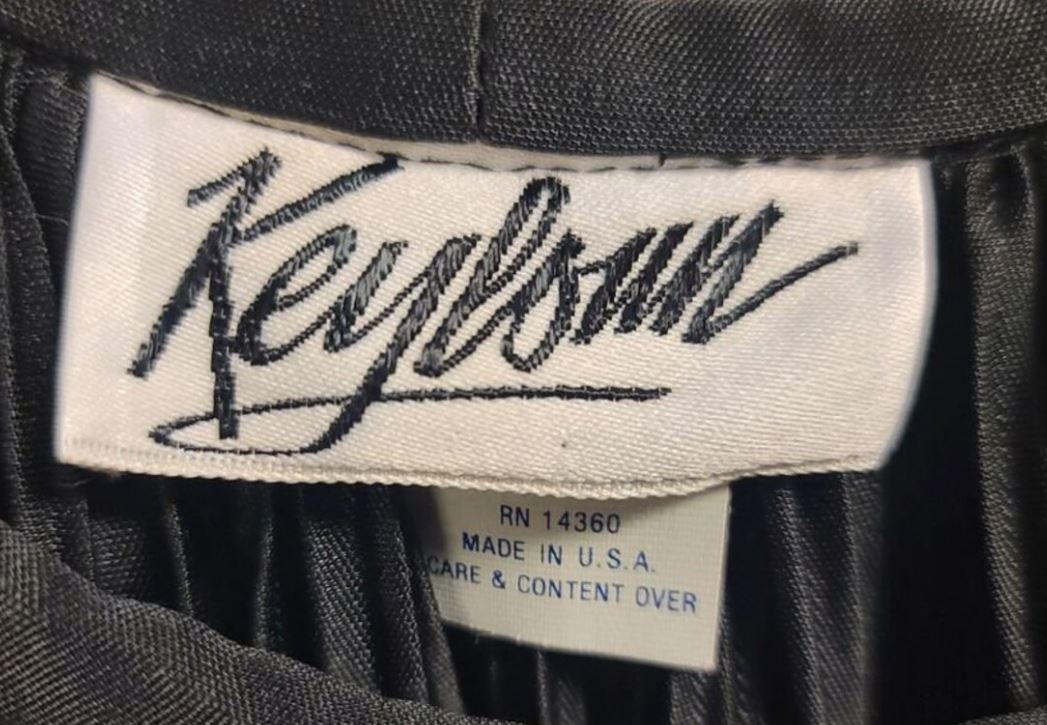 Keyloun
RN 14360
MADE IN U.S.A.
CARE & CONTENT OVER